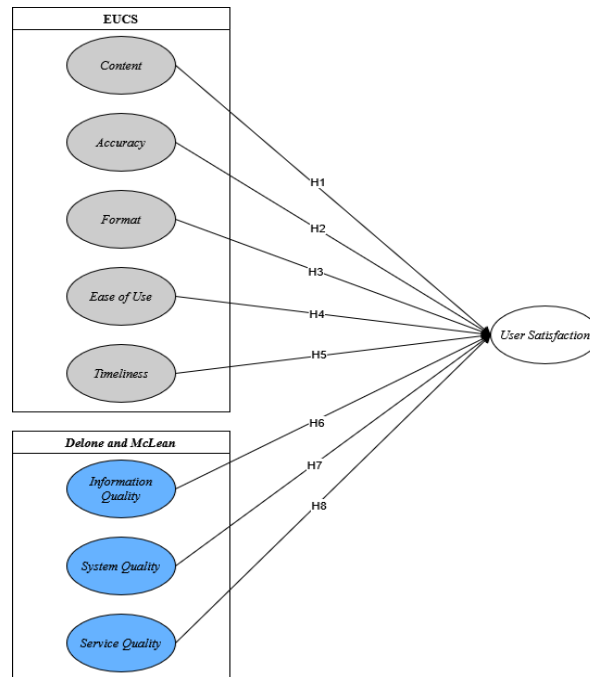 EUCS
Content
Accuracy
Format
Ease of Use
Timeliness
H1
H2
H3
H4
H5
User Satisfaction
Delone and McLean
Information
Quality
System Quality
Service Quality
H6
H7
H8